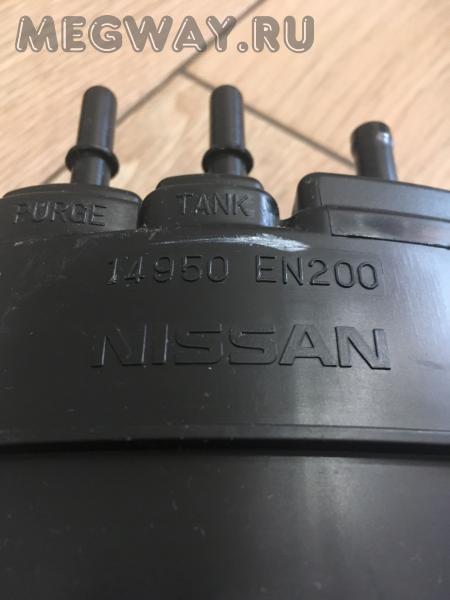 MEGWAY.RU
PURGE TANK
14950 EN200
NISSAN